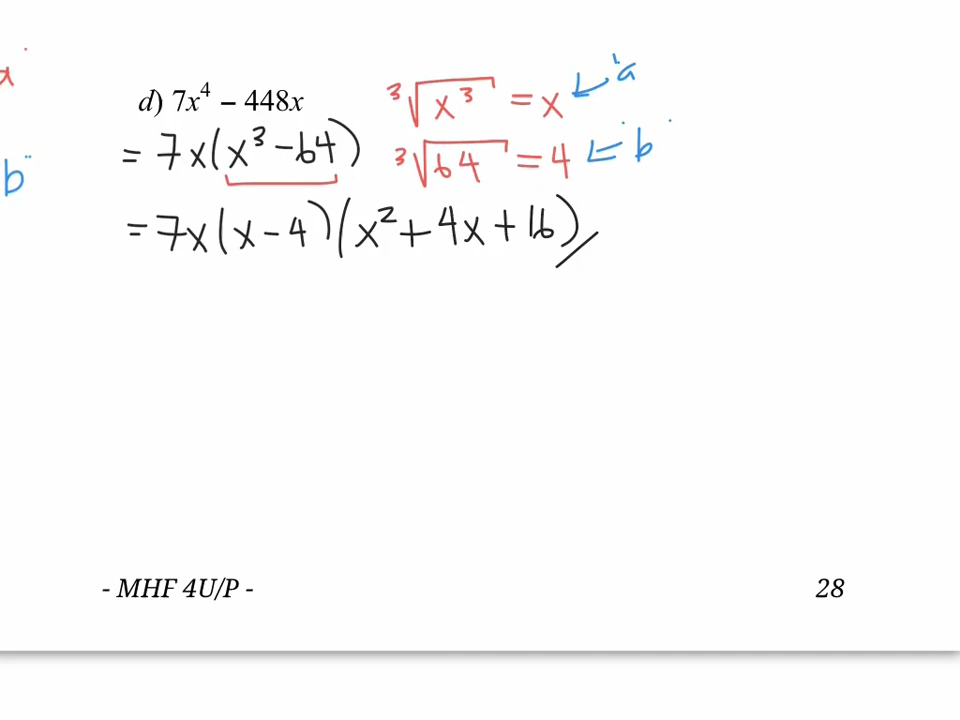 a
d) 7x⁴ − 448x ∛x³ = x ← a
= 7x(x³ − 64) ∛64 = 4 ← b
b
= 7x(x − 4)(x² + 4x + 16)
- MHF 4U/P - 28